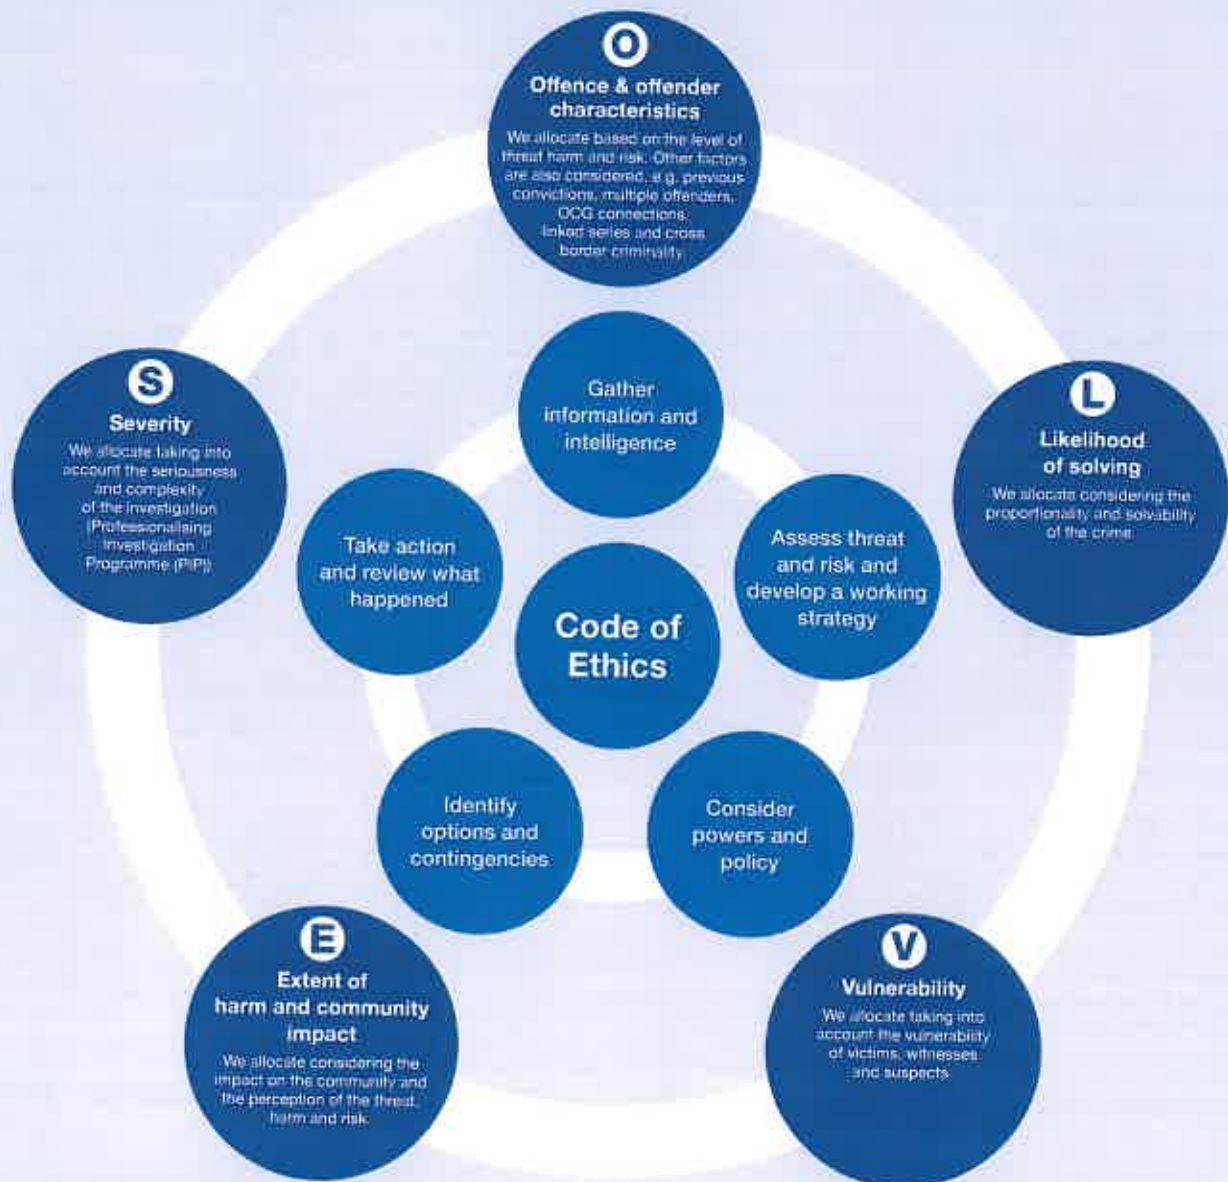 O
Offence & offender
characteristics
We allocate based on the level of
threat harm and risk. Other factors
are also considered, e.g. previous
convictions, multiple offenders,
OCG connections,
linked series and cross
border criminality
S
Severity
We allocate taking into
account the seriousness
and complexity
of the investigation
(Professionalising
Investigation
Programme (PIP))
L
Likelihood
of solving
We allocate considering the
proportionality and solvability
of the crime
Gather
information and
intelligence
Take action
and review what
happened
Assess threat
and risk and
develop a working
strategy
Code of
Ethics
Identify
options and
contingencies
Consider
powers and
policy
E
Extent of
harm and community
impact
We allocate considering the
impact on the community and
the perception of the threat,
harm and risk
V
Vulnerability
We allocate taking into
account the vulnerability
of victims, witnesses
and suspects